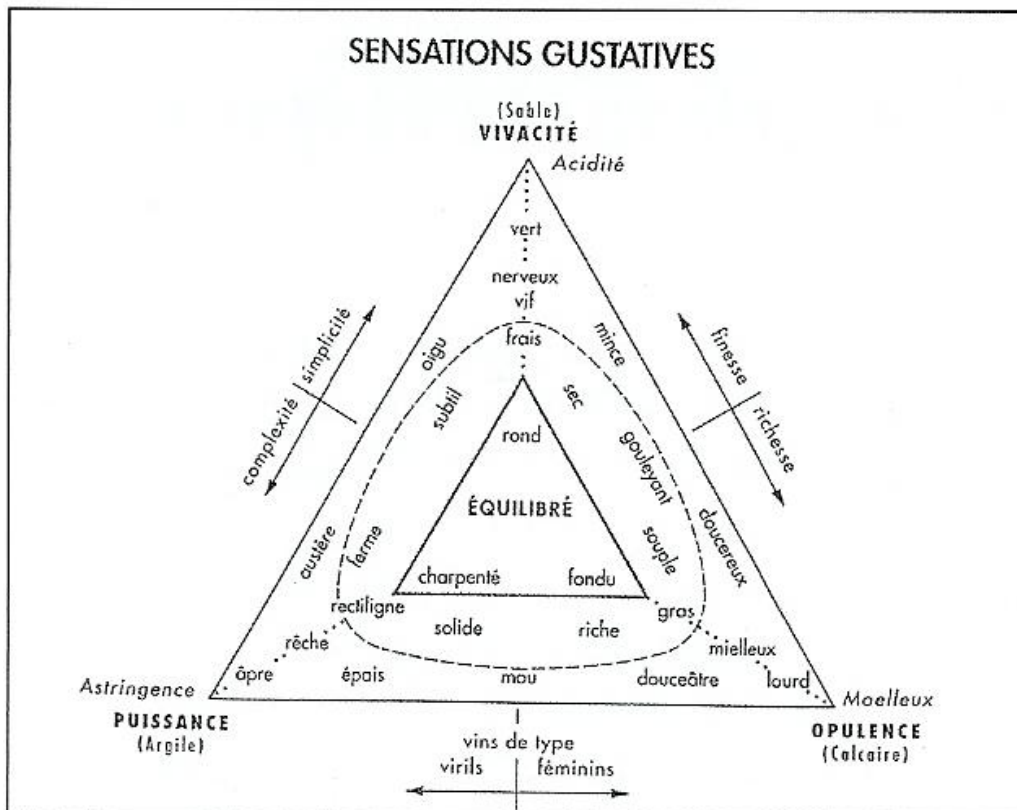 SENSATIONS GUSTATIVES
(Sable)
VIVACITÉ
Acidité
vert
nerveux
vif
frais
oigu
mince
simplicité
complexité
finesse
richesse
subtil
sec
rond
gouleyant
ÉQUILIBRÉ
austère
ferme
souple
doucereux
charpenté
fondu
rectiligne
gras
solide
riche
rêche
mielleux
âpre
épais
mou
douceâtre
lourd
Astringence
Moelleux
PUISSANCE
(Argile)
OPULENCE
(Calcaire)
vins de type
virils
féminins